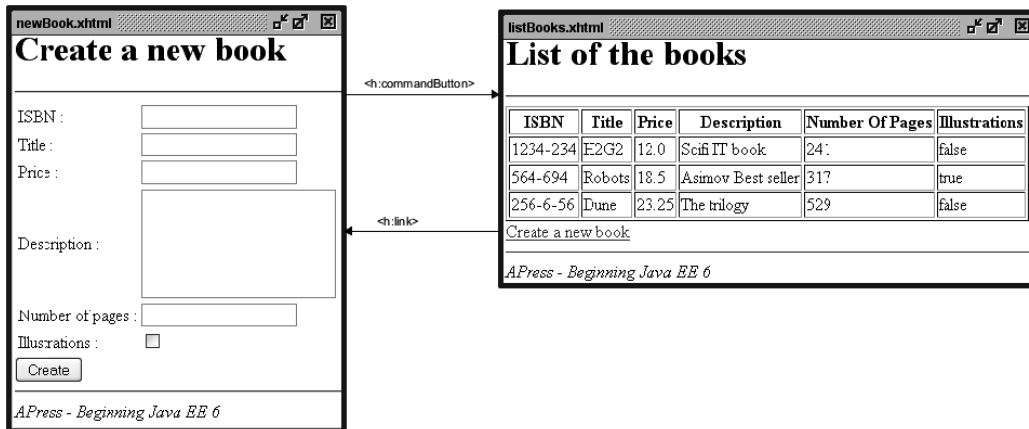 newBook.xhtml
Create a new book
ISBN :
Title :
Price :
Description :
Number of pages :
Illustrations :
Create
APress - Beginning Java EE 6
<h:commandButton>
<h:link>
listBooks.xhtml
List of the books
ISBN Title Price Description Number Of Pages Illustrations
1234-234 H2G2 12.0 Scifi IT book 241 false
564-694 Robots 18.5 Asimov Best seller 317 true
256-6-56 Dune 23.25 The trilogy 529 false
Create a new book
APress - Beginning Java EE 6